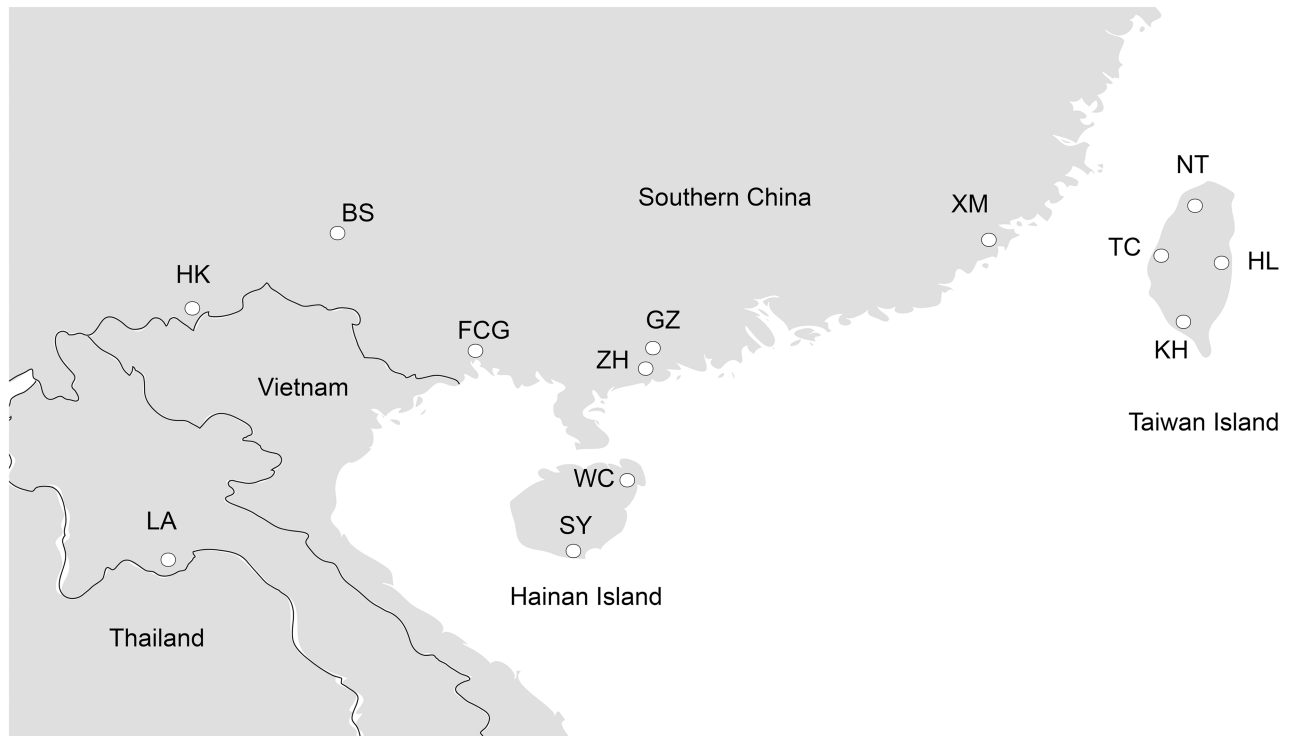 NT
Southern China
XM
BS
TC
HL
HK
GZ
FCG
KH
ZH
Vietnam
Taiwan Island
WC
LA
SY
Hainan Island
Thailand